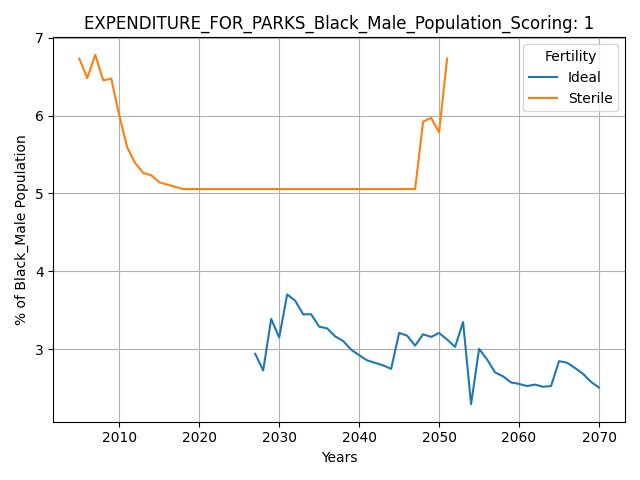 EXPENDITURE_FOR_PARKS_Black_Male_Population_Scoring: 1
7
6
5
4
3
% of Black_Male Population
Fertility
Ideal
Sterile
2010 2020 2030 2040 2050 2060 2070
Years